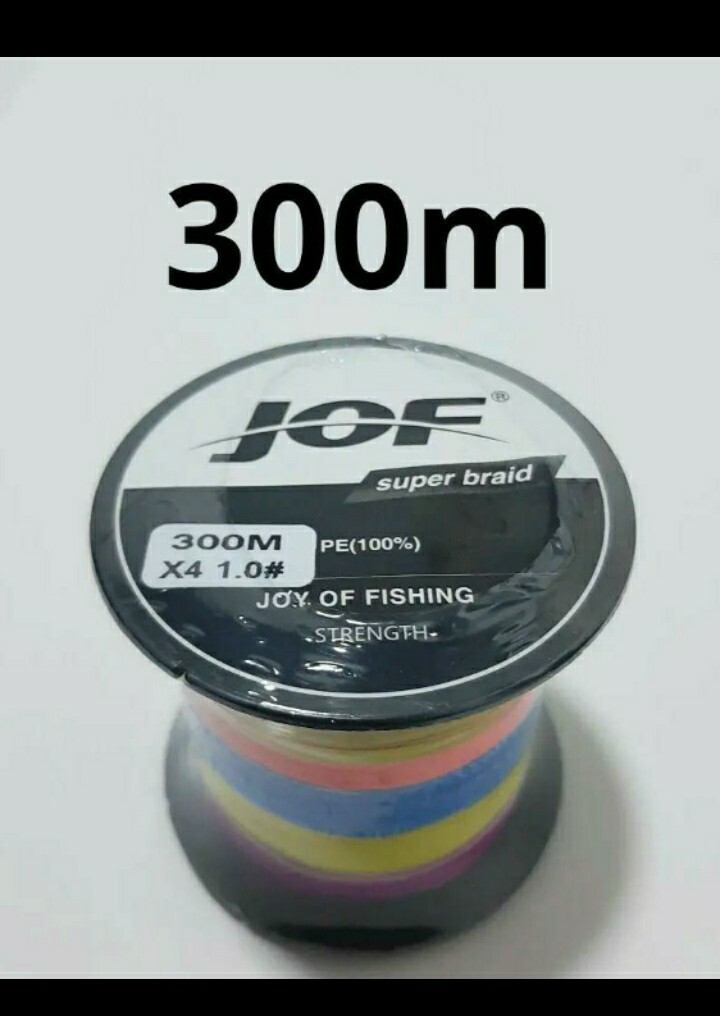 300m
JOF®
super braid
300M
X4 1.0#
PE(100%)
JOY OF FISHING
STRENGTH